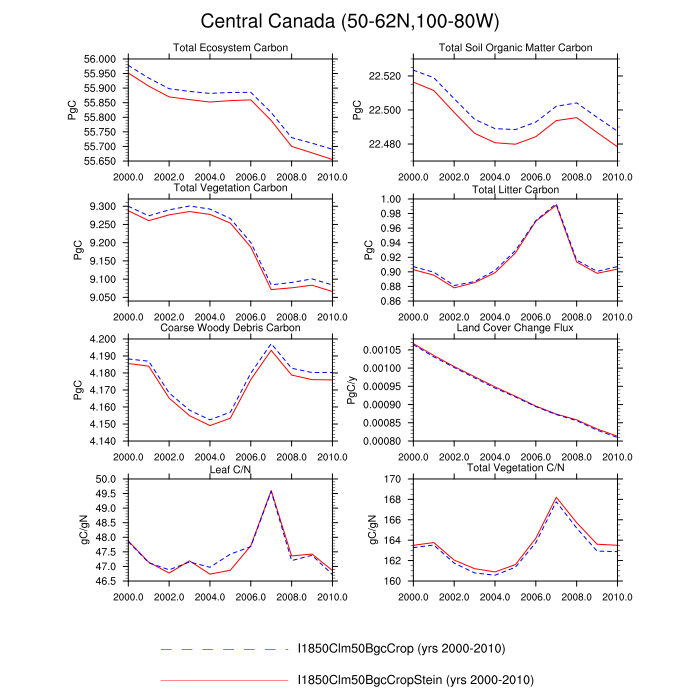 Central Canada (50-62N,100-80W)
Total Ecosystem Carbon
PgC
56.000
55.950
55.900
55.850
55.800
55.750
55.700
55.650
2000.0 2002.0 2004.0 2006.0 2008.0 2010.0
Total Soil Organic Matter Carbon
PgC
22.520
22.500
22.480
2000.0 2002.0 2004.0 2006.0 2008.0 2010.0
Total Vegetation Carbon
PgC
9.300
9.250
9.200
9.150
9.100
9.050
2000.0 2002.0 2004.0 2006.0 2008.0 2010.0
Total Litter Carbon
PgC
1.00
0.98
0.96
0.94
0.92
0.90
0.88
0.86
2000.0 2002.0 2004.0 2006.0 2008.0 2010.0
Coarse Woody Debris Carbon
PgC
4.200
4.190
4.180
4.170
4.160
4.150
4.140
2000.0 2002.0 2004.0 2006.0 2008.0 2010.0
Land Cover Change Flux
PgC/y
0.00105
0.00100
0.00095
0.00090
0.00085
0.00080
2000.0 2002.0 2004.0 2006.0 2008.0 2010.0
Leaf C/N
gC/gN
50.0
49.5
49.0
48.5
48.0
47.5
47.0
46.5
2000.0 2002.0 2004.0 2006.0 2008.0 2010.0
Total Vegetation C/N
gC/gN
170
168
166
164
162
160
2000.0 2002.0 2004.0 2006.0 2008.0 2010.0
I1850Clm50BgcCrop (yrs 2000-2010)
I1850Clm50BgcCropStein (yrs 2000-2010)